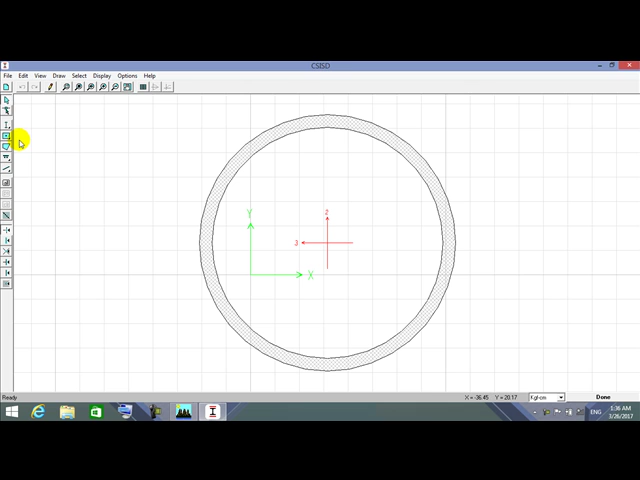 CSISD
File Edit View Draw Select Display Options Help
Y
2
3
X
Ready
X = -36.45 Y = 20.17
Kgf-cm
Done
ENG
1:36 AM
3/26/2017